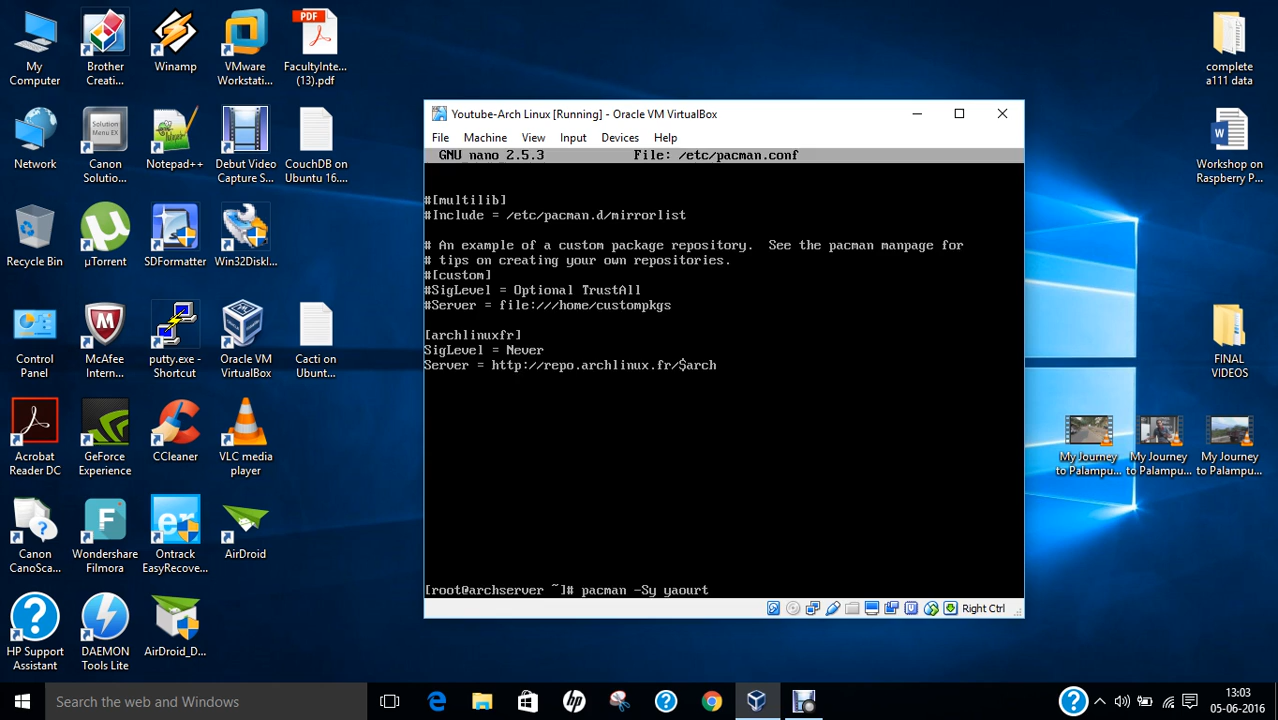 My Computer
Brother Creati...
Winamp
VMware Workstati...
FacultyInte... (13).pdf
PDF
complete a111 data
Network
Solution Menu EX
Canon Solutio...
Notepad++
Debut Video Capture S...
CouchDB on Ubuntu 16....
Workshop on Raspberry P...
Recycle Bin
µTorrent
SDFormatter
Win32DiskI...
Control Panel
McAfee Intern...
putty.exe - Shortcut
Oracle VM VirtualBox
Cacti on Ubunt...
FINAL VIDEOS
Acrobat Reader DC
GeForce Experience
CCleaner
VLC media player
My Journey to Palampu...
My Journey to Palampu...
My Journey to Palampu...
Canon CanoSca...
Wondershare Filmora
Ontrack EasyRecove...
AirDroid
HP Support Assistant
DAEMON Tools Lite
AirDroid_D...
Youtube-Arch Linux [Running] - Oracle VM VirtualBox
File Machine View Input Devices Help
GNU nano 2.5.3 File: /etc/pacman.conf
#[multilib]
#Include = /etc/pacman.d/mirrorlist
# An example of a custom package repository.  See the pacman manpage for
# tips on creating your own repositories.
#[custom]
#SigLevel = Optional TrustAll
#Server = file:///home/custompkgs
[archlinuxfr]
SigLevel = Never
Server = http://repo.archlinux.fr/$arch
[root@archserver ~]# pacman -Sy yaourt
Right Ctrl
Search the web and Windows
13:03
05-06-2016